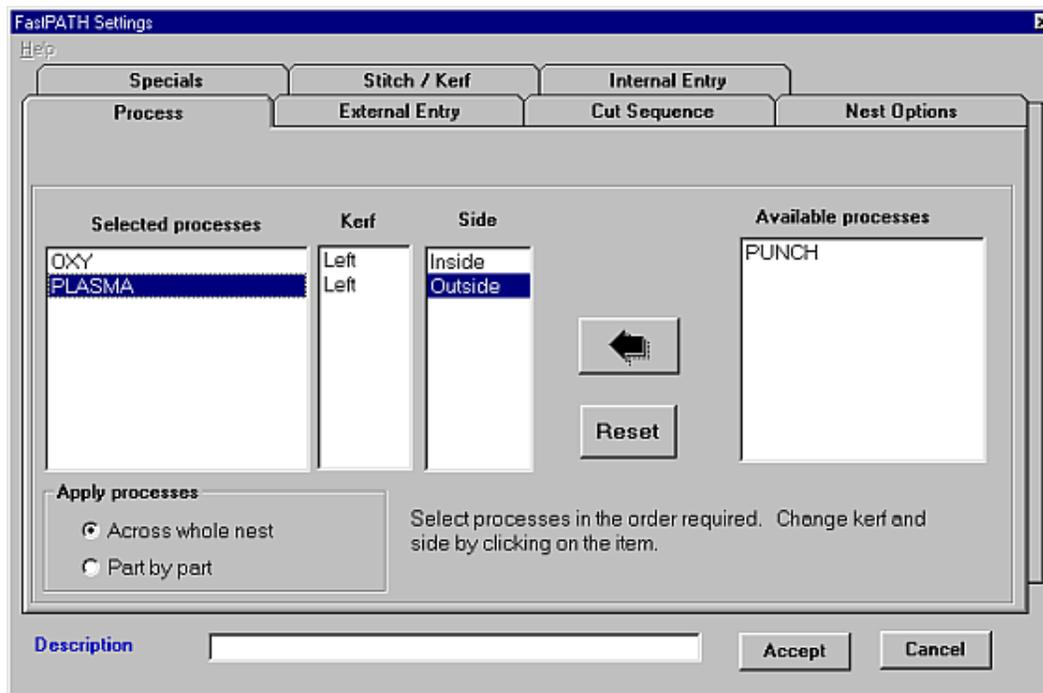 FastPATH Settings
Help
Specials
Stitch / Kerf
Internal Entry
Process
External Entry
Cut Sequence
Nest Options
Selected processes
Kerf
Side
Available processes
OXY
Left
Inside
PUNCH
PLASMA
Left
Outside
Reset
Apply processes
Across whole nest
Part by part
Select processes in the order required. Change kerf and
side by clicking on the item.
Description
Accept
Cancel